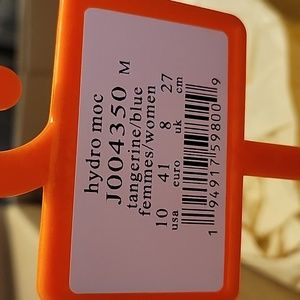 hydro moc
J004350 M
tangerine/blue
femmes/women
10 41 8 27
usa euro uk cm
1 94917 59800 9